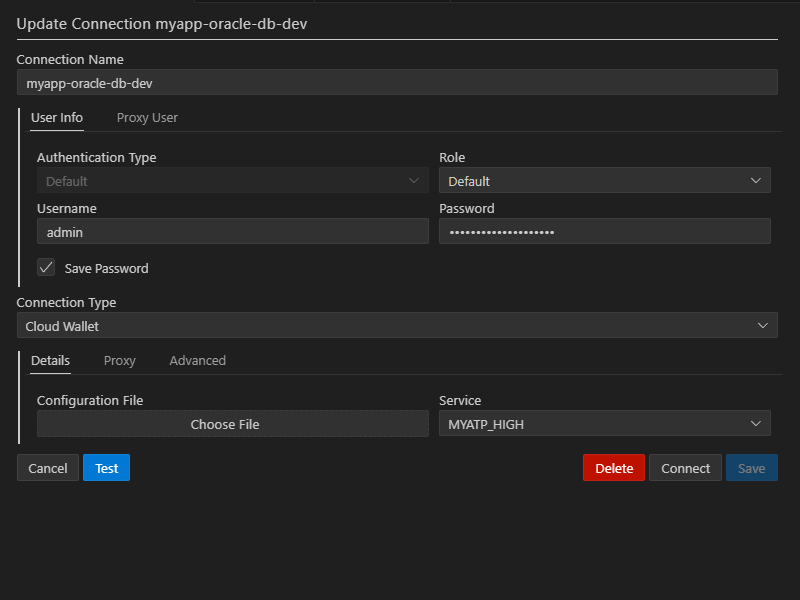 Update Connection myapp-oracle-db-dev
Connection Name
myapp-oracle-db-dev
User Info Proxy User
Authentication Type Role
Default Default
Username Password
admin ••••••••••••••••••••
Save Password
Connection Type
Cloud Wallet
Details Proxy Advanced
Configuration File Service
Choose File MYATP_HIGH
Cancel Test Delete Connect Save